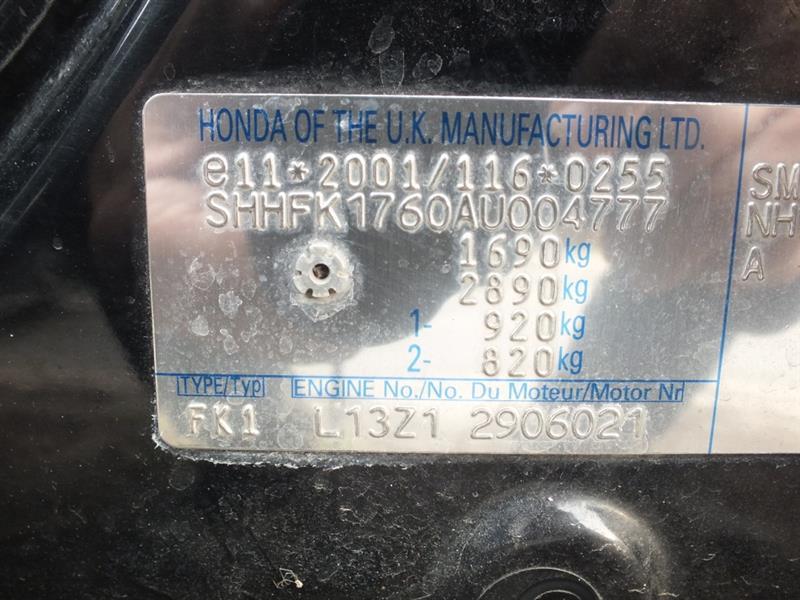 HONDA OF THE U.K. MANUFACTURING LTD.
e11*2001/116*0255
SHHFK1760AU004777
1690kg
2890kg
1- 920kg
2- 820kg
TYPE/Typ ENGINE No./No. Du Moteur/Motor Nr
FK1 L13Z1 2906021
SM
NH
A